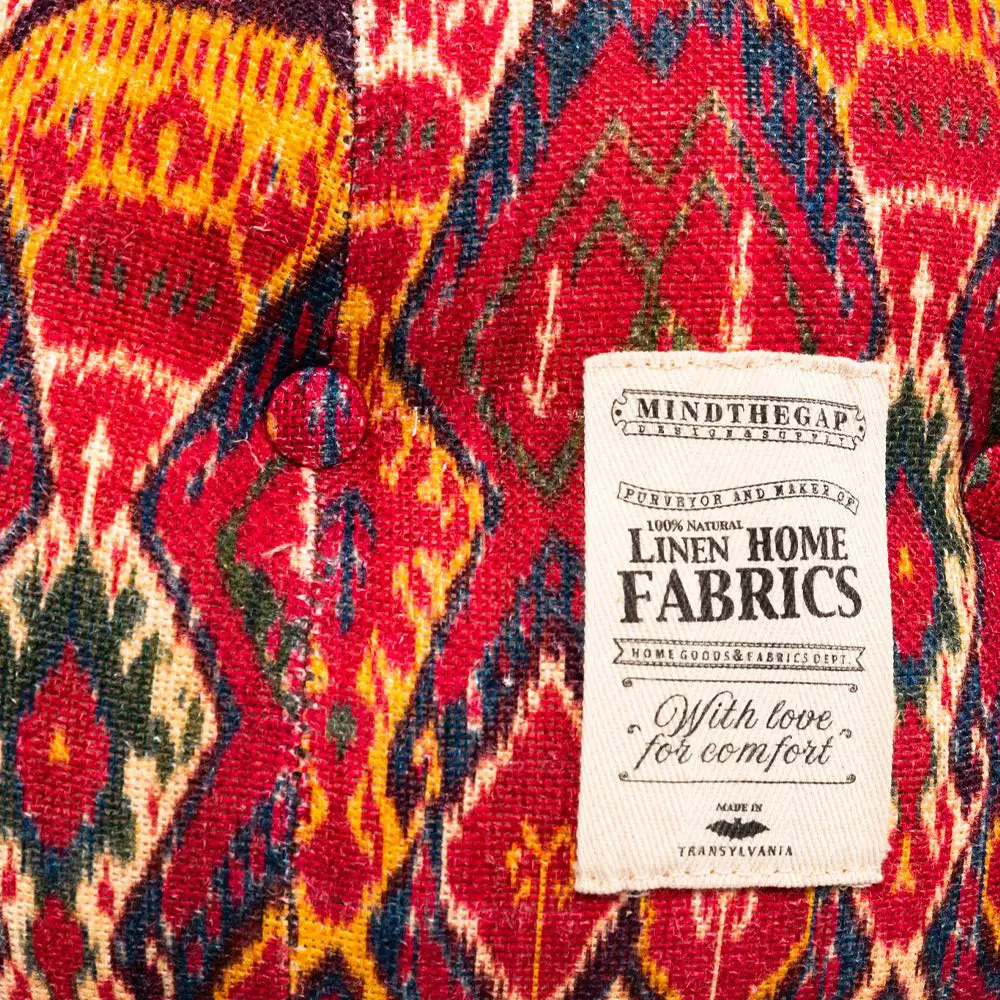 MINDTHEGAP
DESIGN & SUPPLY
PURVEYOR AND MAKER OF
100% NATURAL
LINEN HOME
FABRICS
HOME GOODS & FABRICS DEPT.
With love
for comfort
MADE IN
TRANSYLVANIA